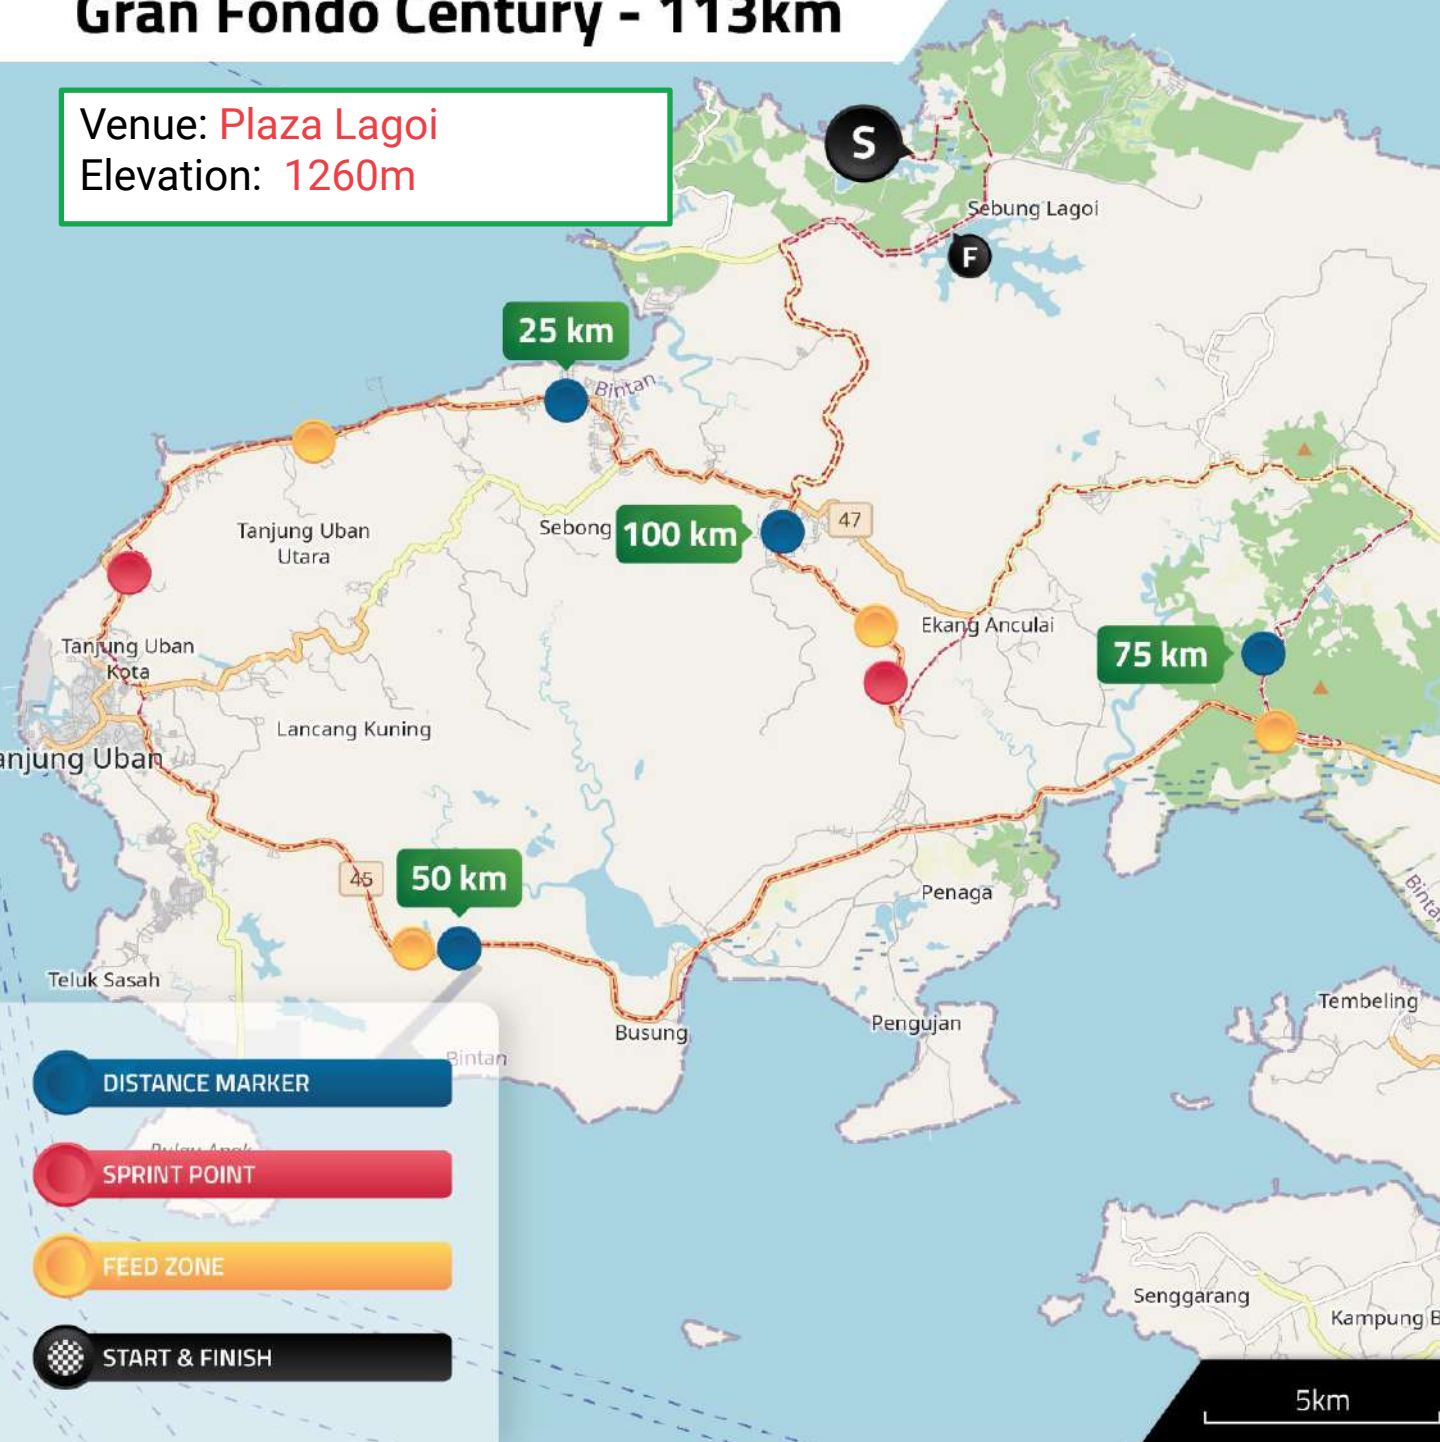 Gran Fondo Century - 113km
Venue: Plaza Lagoi
Elevation: 1260m
S
Sebung Lagoi
F
25 km
Bintan
Tanjung Uban
Utara
Sebong
100 km
47
Ekang Anculai
75 km
Tanjung Uban
Kota
Lancang Kuning
anjung Uban
45
50 km
Penaga
Teluk Sasah
Busung
Pengujan
Tembeling
Bintan
Bintan
DISTANCE MARKER
SPRINT POINT
FEED ZONE
START & FINISH
Senggarang
Kampung B
5km